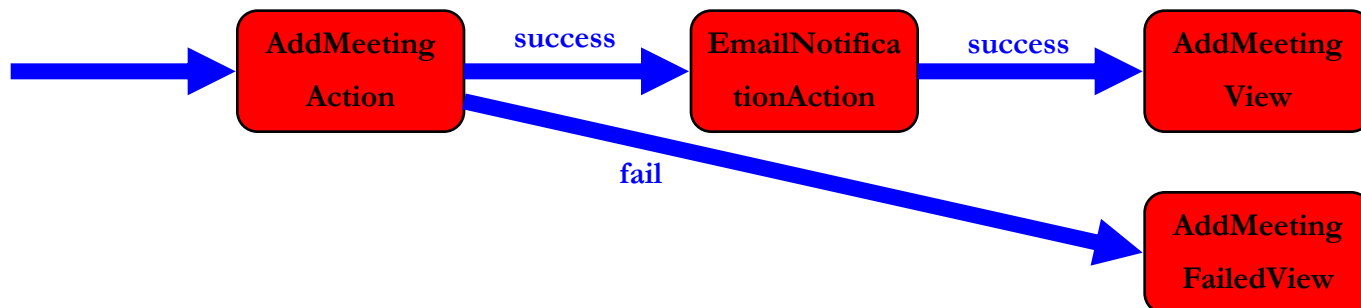 AddMeeting
Action
success
EmailNotifica
tionAction
success
AddMeeting
View
fail
AddMeeting
FailedView